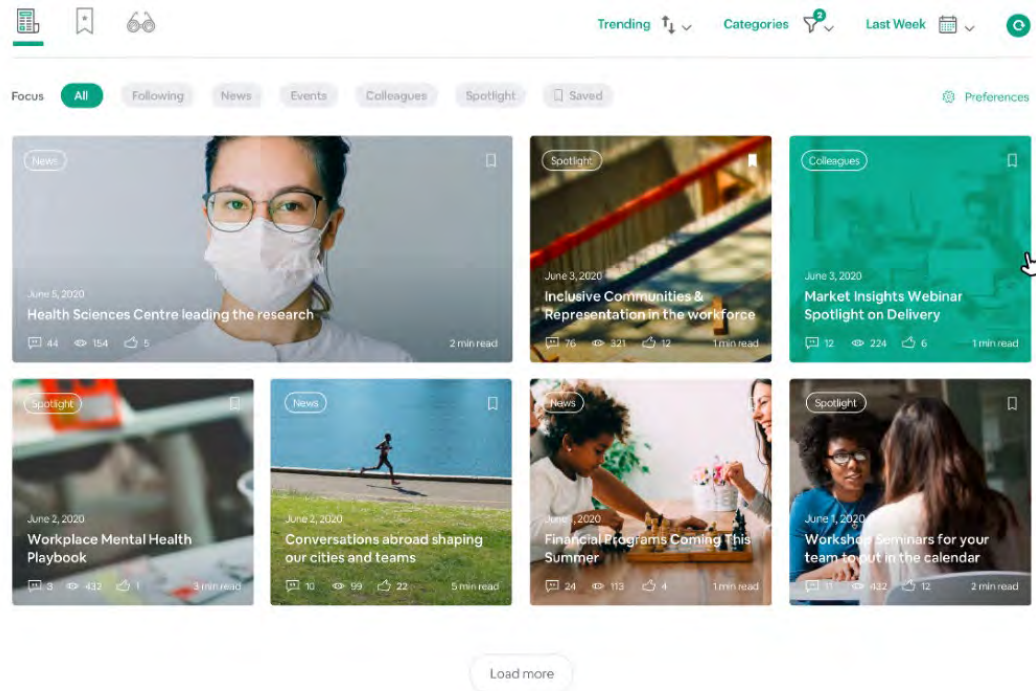 Trending
Categories
2
Last Week
Focus
All
Following
News
Events
Colleagues
Spotlight
Saved
Preferences
News
June 5, 2020
Health Sciences Centre leading the research
44
154
5
2 min read
Spotlight
June 3, 2020
Inclusive Communities &
Representation in the workforce
76
321
12
1 min read
Colleagues
June 3, 2020
Market Insights Webinar
Spotlight on Delivery
12
224
6
1 min read
Spotlight
June 2, 2020
Workplace Mental Health
Playbook
3
432
1
3 min read
News
June 2, 2020
Conversations abroad shaping
our cities and teams
10
99
22
5 min read
News
June 1, 2020
Financial Programs Coming This
Summer
24
113
4
1 min read
Spotlight
June 1, 2020
Workshop Seminars for your
team to put in the calendar
11
432
12
2 min read
Load more